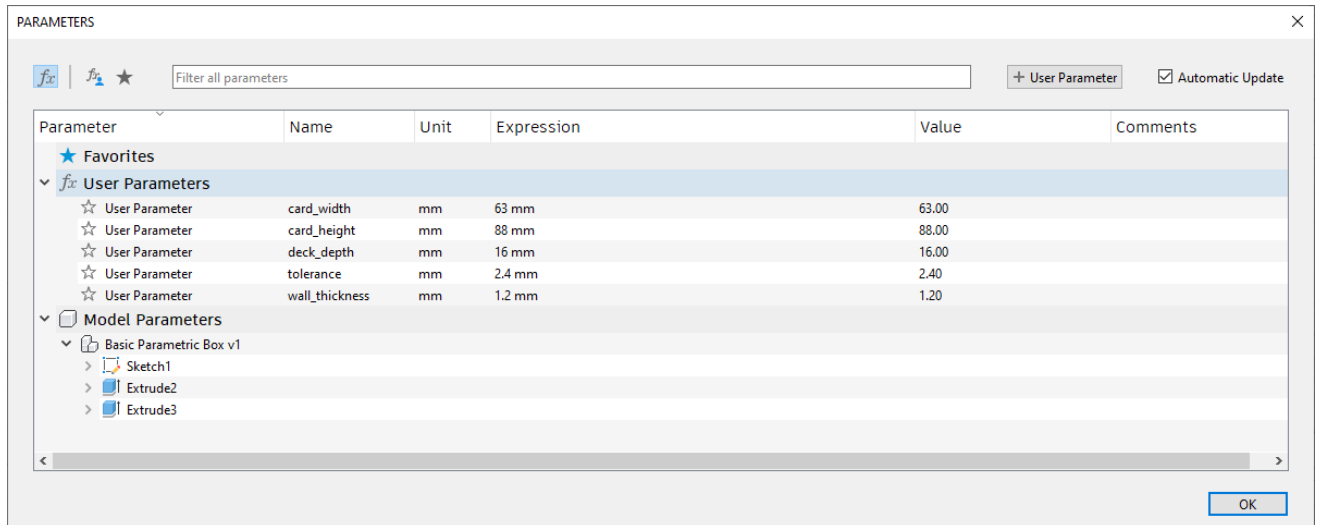 PARAMETERS
fx Filter all parameters + User Parameter Automatic Update
Parameter Name Unit Expression Value Comments
Favorites
fx User Parameters
User Parameter card_width mm 63 mm 63.00
User Parameter card_height mm 88 mm 88.00
User Parameter deck_depth mm 16 mm 16.00
User Parameter tolerance mm 2.4 mm 2.40
User Parameter wall_thickness mm 1.2 mm 1.20
Model Parameters
Basic Parametric Box v1
Sketch1
Extrude2
Extrude3
OK